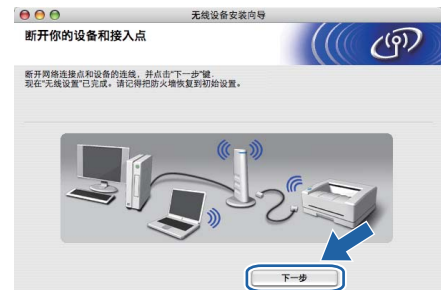 无线设备安装向导
断开你的设备和接入点
断开网络连接点和设备的连线，并点击"下一步"键.
现在"无线设置"已完成。请记得把防火墙恢复到初始设置。
下一步